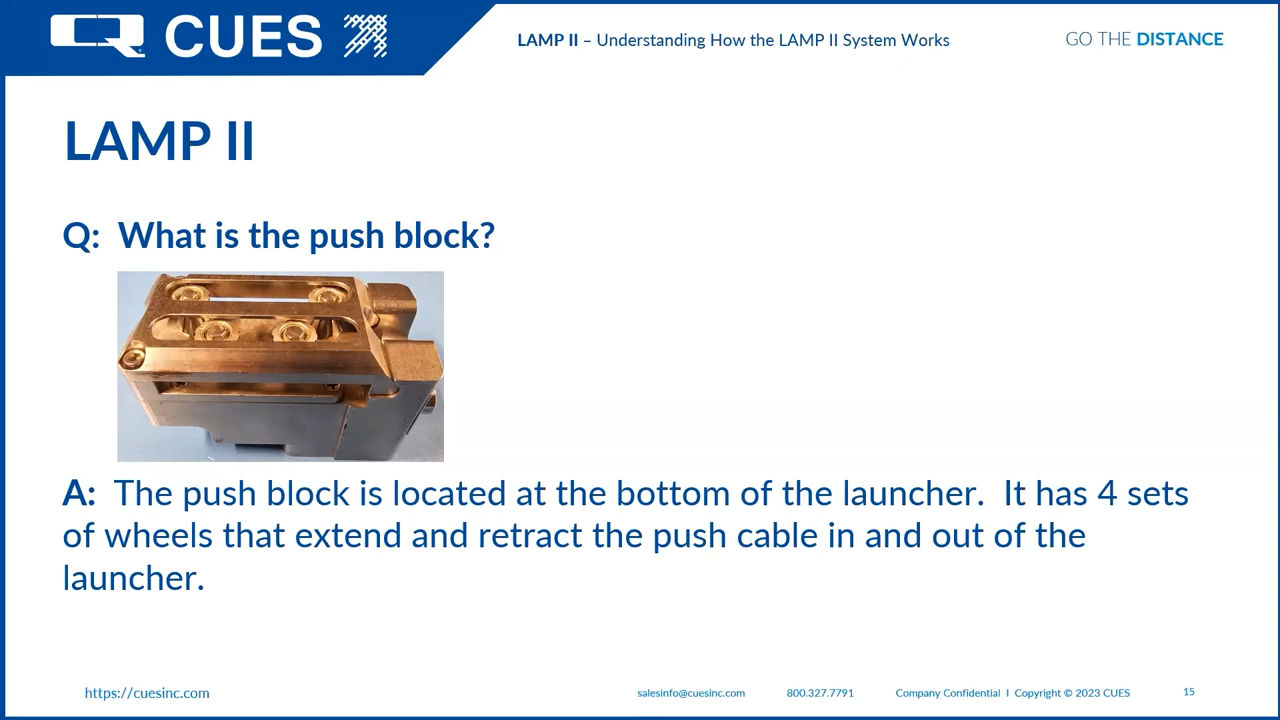 CUES
LAMP II – Understanding How the LAMP II System Works
GO THE DISTANCE
LAMP II
Q: What is the push block?
A: The push block is located at the bottom of the launcher. It has 4 sets
of wheels that extend and retract the push cable in and out of the
launcher.
https://cuesinc.com
salesinfo@cuesinc.com
800.327.7791
Company Confidential I Copyright © 2023 CUES
15